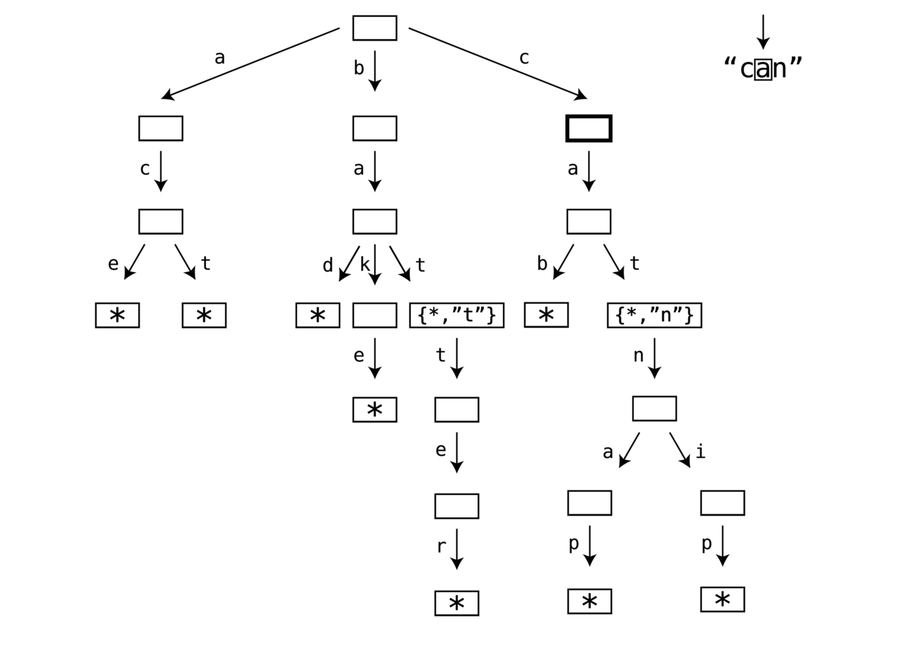 a b c
“can”
c a a
e t d k t b t
* * * {*,”t”} * {*,”n”}
e t n
*
e a i
r p p
* * *